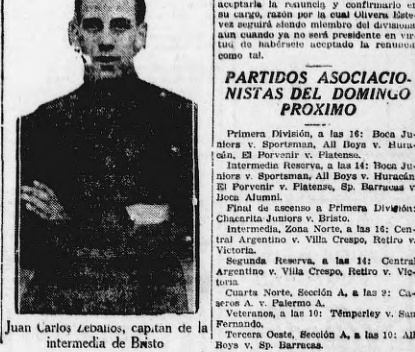 Juan Carlos Zeballos, capitan de la
intermedia de Bristo
aceptarla la renuncia y confirmarlo en
su cargo, razón por la cual Olivera Este-
vez seguirá siendo miembro del divisional
aun cuando ya no será presidente en vir-
tud de habérsele aceptado la renuncia
como tal.
PARTIDOS ASOCIACIO-
NISTAS DEL DOMINGO
PROXIMO
Primera División, a las 16: Boca Ju-
niors v. Sportsman, All Boys v. Hura-
cán, El Porvenir v. Platense.
Intermedia Reserva, a las 14: Boca Ju-
niors v. Sportsman, All Boys v. Huracán,
El Porvenir v. Platense, Sp. Barracas v.
Boca Alumni.
Final de ascenso a Primera División:
Chacarita Juniors v. Bristo.
Intermedia, Zona Norte, a las 16: Cen-
tral Argentino v. Villa Crespo, Retiro v.
Victoria.
Segunda Reserva, a las 14: Central
Argentino v. Villa Crespo, Retiro v. Vic-
toria
Cuarta Norte, Sección A, a las 9: Ca-
seros A. v. Palermo A.
Veteranos, a las 10: Témperley v. San
Fernando.
Tercera Oeste, Sección A, a las 10: All
Boys v. Sp. Barracas.